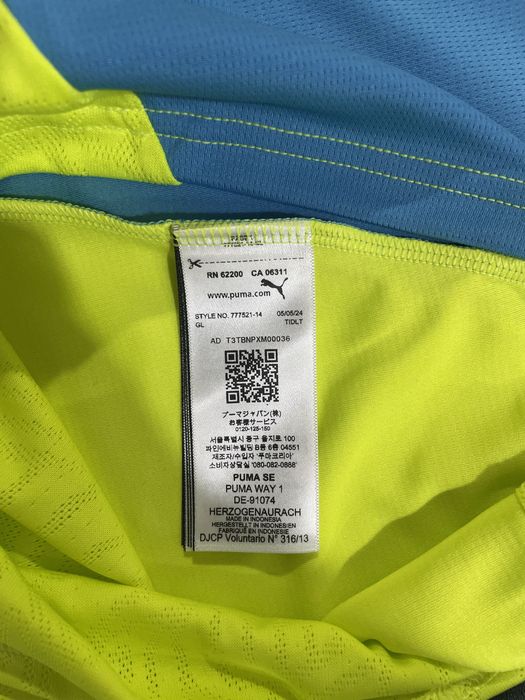 RN 62200 CA 06311
www.puma.com
STYLE NO. 777521-14 05/05/24
GL TIDLT
AD T3TBNPXM00036
プーマジャパン(株)
お客様サービス
0120-125-150
서울특별시 중구 을지로 100
파인에비뉴빌딩 B동 6층 04551
제조자/수입자 '푸마코리아'
소비자상담실 '080-082-0868'
PUMA SE
PUMA WAY 1
DE-91074
HERZOGENAURACH
MADE IN INDONESIA
HERGESTELLT IN INDONESIEN
FABRIQUÉ EN INDONÉSIE
DJCP Voluntario N° 316/13